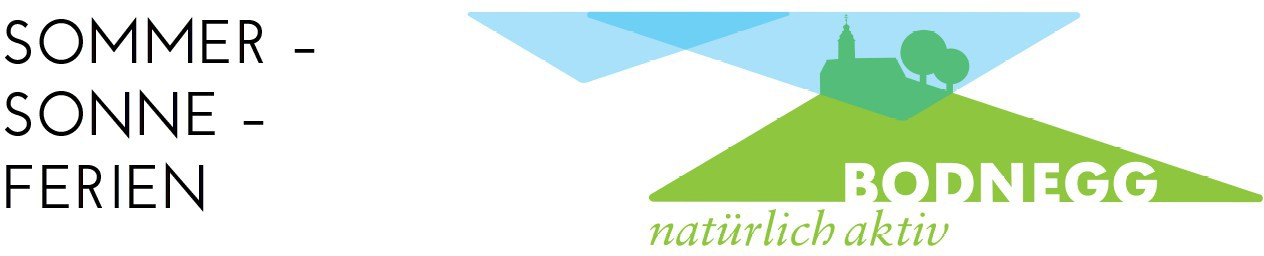 SOMMER –
SONNE –
FERIEN
BODNEGG
natürlich aktiv